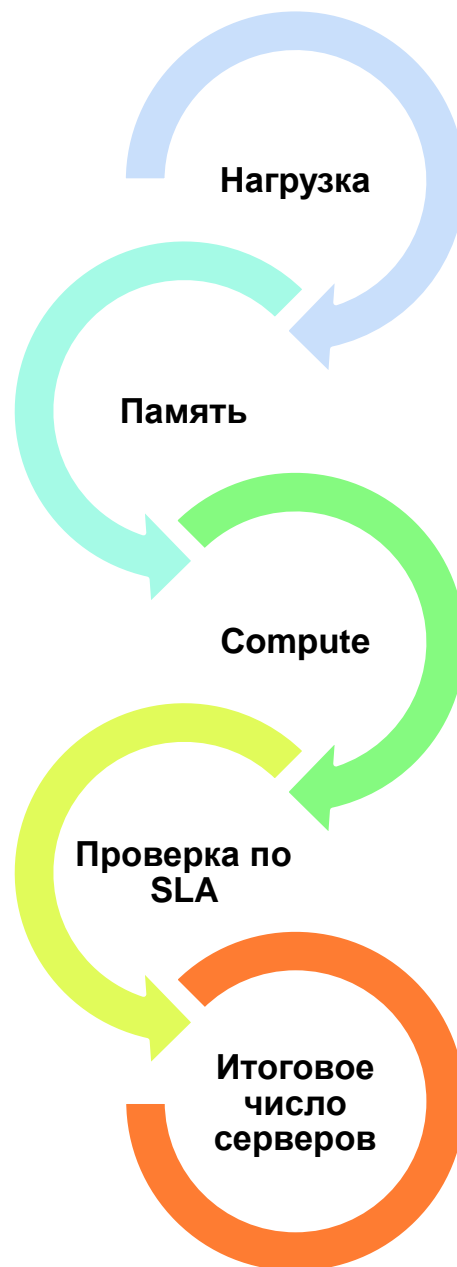 Нагрузка
Память
Compute
Проверка по
SLA
Итоговое
число
серверов